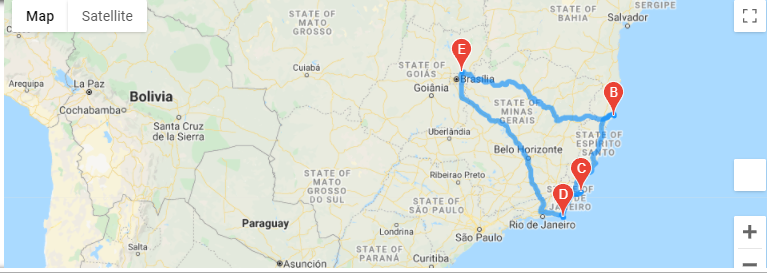 Map
Satellite
STATE OF
MATO
GROSSO
STATE OF
BAHIA
SERGIPE
Salvador
E
Cuiabá
STATE OF
GOIÁS
Brasília
Goiânia
B
Arequipa
La Paz
Bolivia
Cochabamba
Santa Cruz
de la Sierra
STATE OF
MINAS
GERAIS
Uberlândia
STATE OF
ESPÍRITO
SANTO
Belo Horizonte
C
STATE OF
MATO
GROSSO
DO SUL
Ribeirao Preto
D
STATE OF
RIO DE
JANEIRO
STATE OF
SÃO PAULO
Rio de Janeiro
Paraguay
Londrina
São Paulo
Salta
STATE OF
PARANÁ
Curitiba
Asunción
+
−